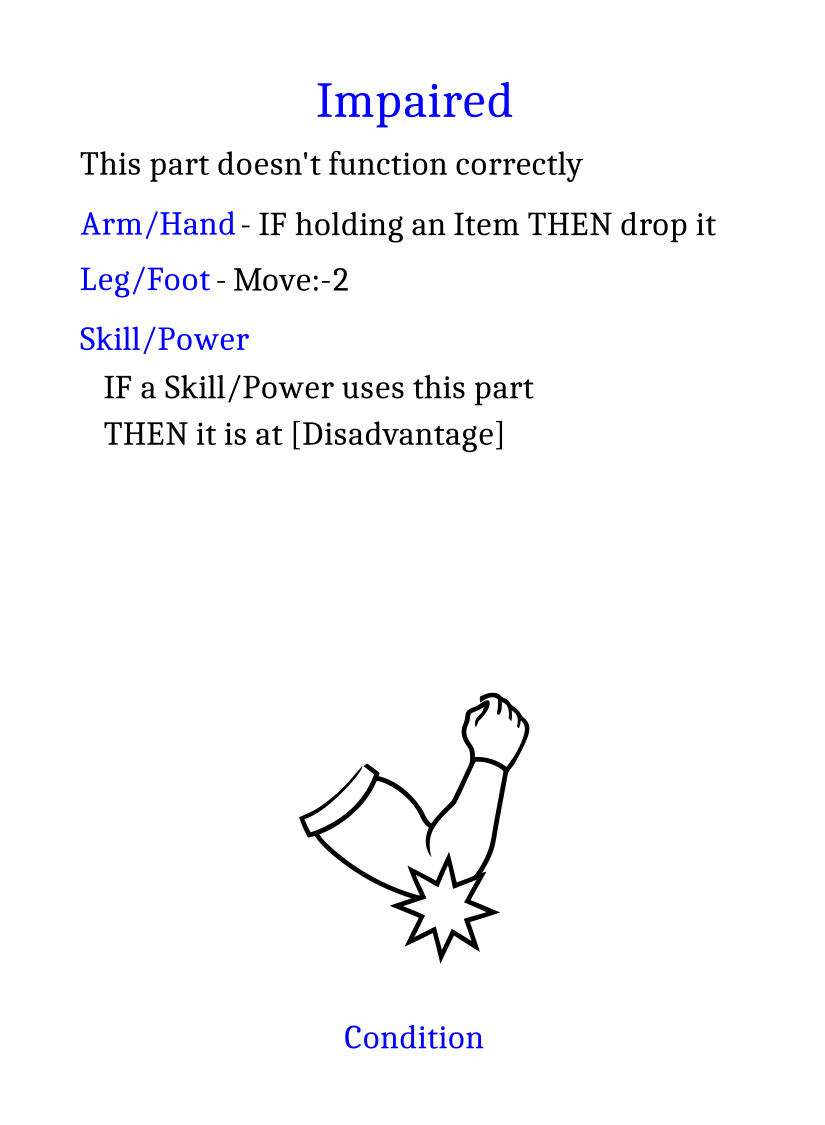 Impaired
This part doesn't function correctly
Arm/Hand - IF holding an Item THEN drop it
Leg/Foot - Move:-2
Skill/Power
IF a Skill/Power uses this part
THEN it is at [Disadvantage]
Condition